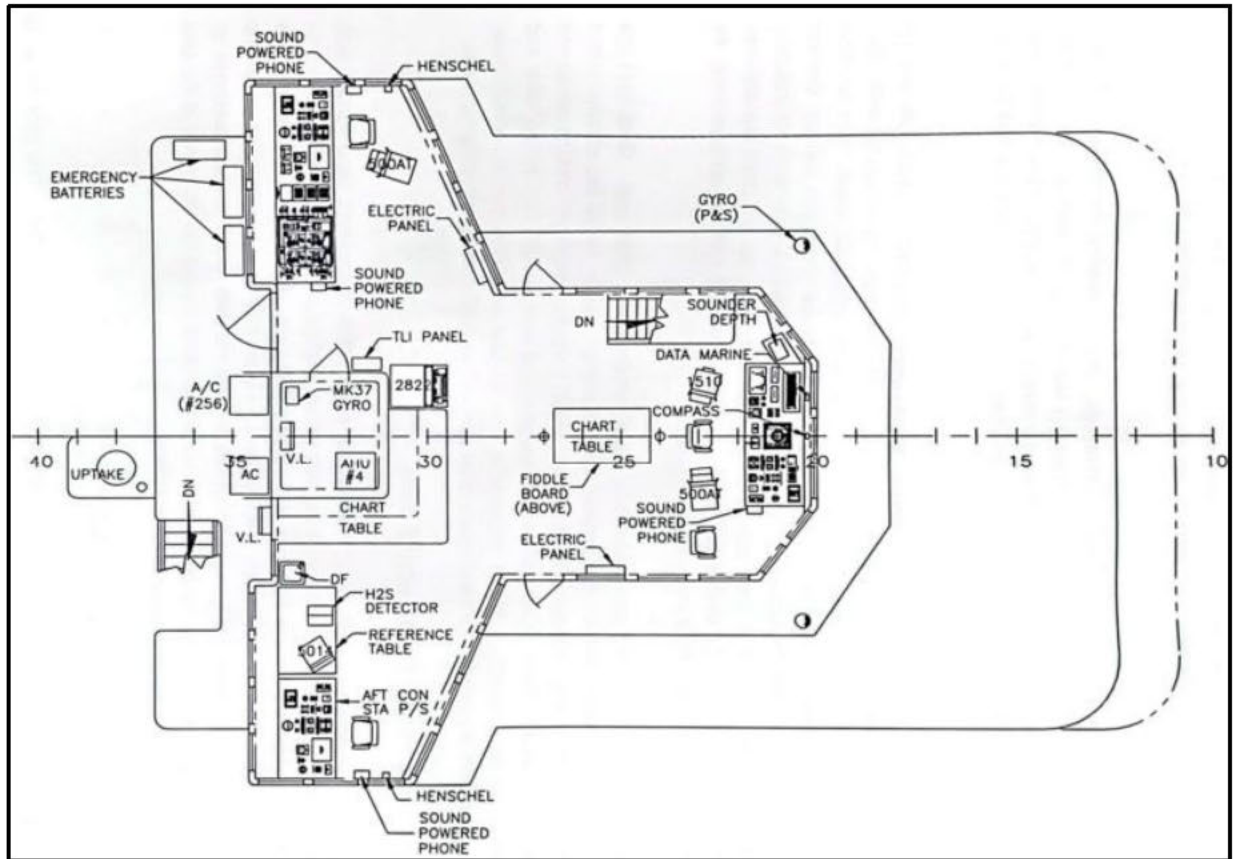 SOUND
POWERED
PHONE
HENSCHEL
EMERGENCY
BATTERIES
500AT
ELECTRIC
PANEL
GYRO
(P&S)
SOUND
POWERED
PHONE
DN
SOUNDER
DEPTH
TLI PANEL
DATA MARINE
A/C
(#256)
MK37
GYRO
2822
1510
COMPASS
CHART
TABLE
40
35
30
25
20
15
10
UPTAKE
V.L.
AC
AHU
#4
DN
CHART
TABLE
FIDDLE
BOARD
(ABOVE)
500AT
SOUND
POWERED
PHONE
V.L.
ELECTRIC
PANEL
DF
H2S
DETECTOR
REFERENCE
TABLE
5014
AFT CON
STA P/S
HENSCHEL
SOUND
POWERED
PHONE